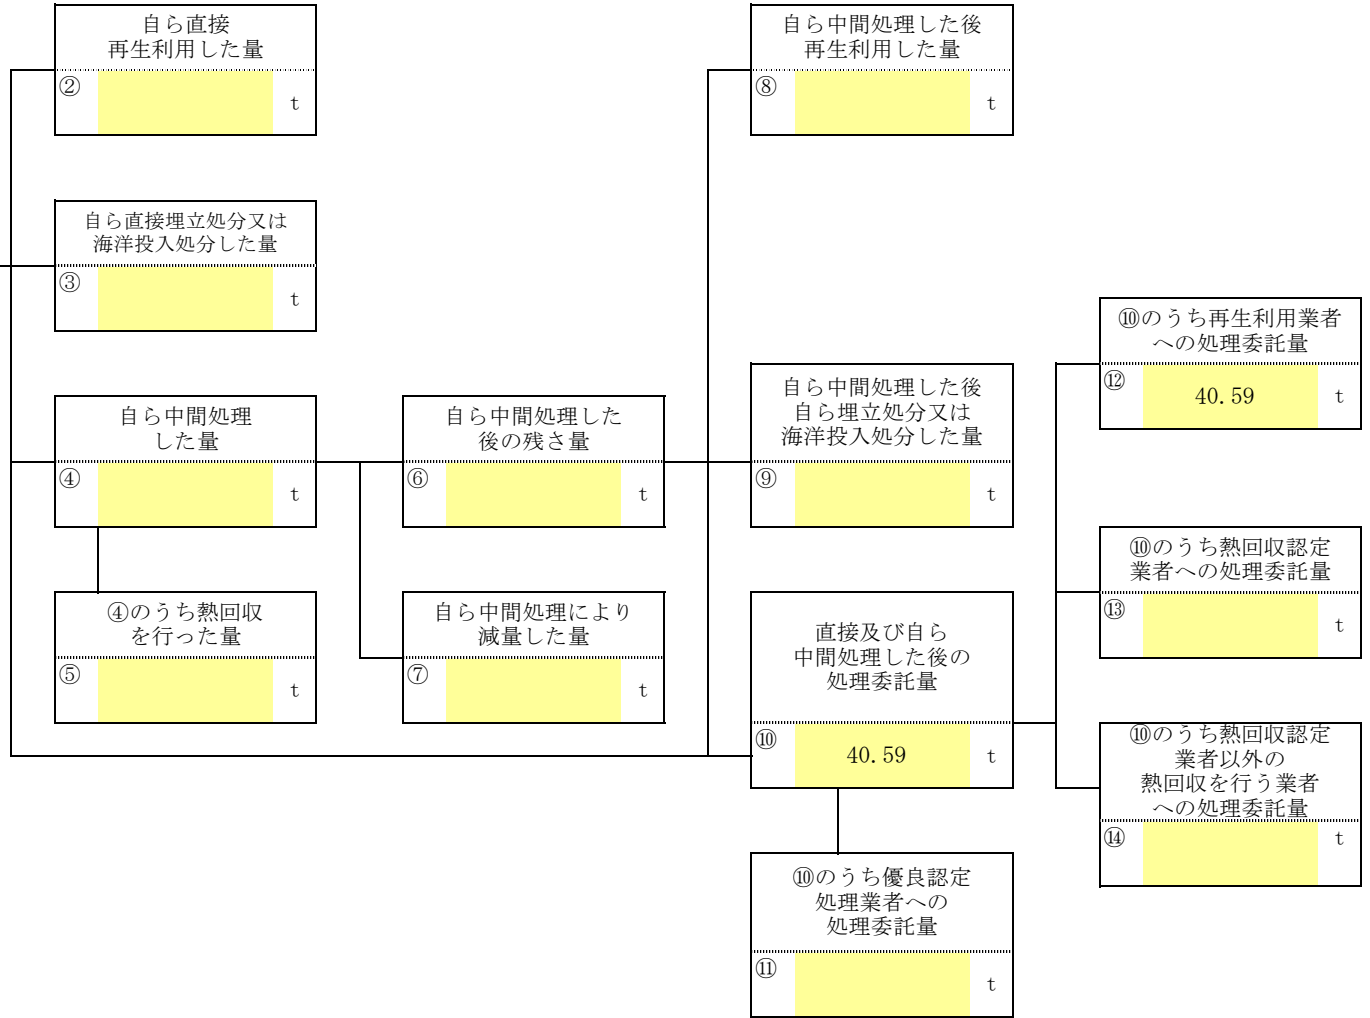 自ら直接
再生利用した量
②
t
自ら中間処理した後
再生利用した量
⑧
t
自ら直接埋立処分又は
海洋投入処分した量
③
t
⑩のうち再生利用業者
への処理委託量
⑫
40.59
t
自ら中間処理
した量
④
t
自ら中間処理した
後の残さ量
⑥
t
自ら中間処理した後
自ら埋立処分又は
海洋投入処分した量
⑨
t
⑩のうち熱回収認定
業者への処理委託量
⑬
t
④のうち熱回収
を行った量
⑤
t
自ら中間処理により
減量した量
⑦
t
直接及び自ら
中間処理した後の
処理委託量
⑩
40.59
t
⑩のうち熱回収認定
業者以外の
熱回収を行う業者
への処理委託量
⑭
t
⑩のうち優良認定
処理業者への
処理委託量
⑪
t